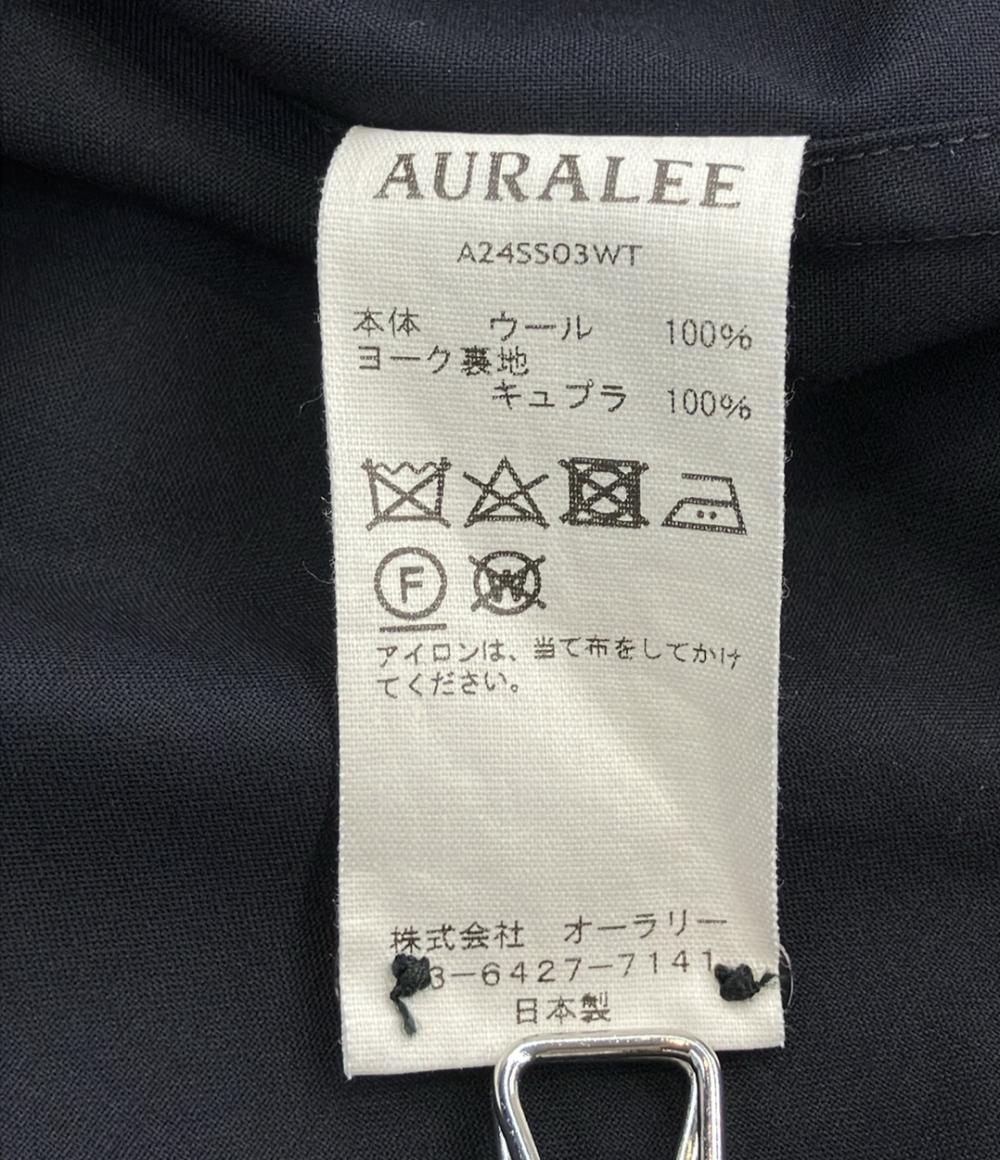 AURALEE
A24SS03WT
本体 ウール 100%
ヨーク裏地
キュプラ 100%
F
W
アイロンは、当て布をしてかけ
てください。
株式会社 オーラリー
3-6427-7141
日本製